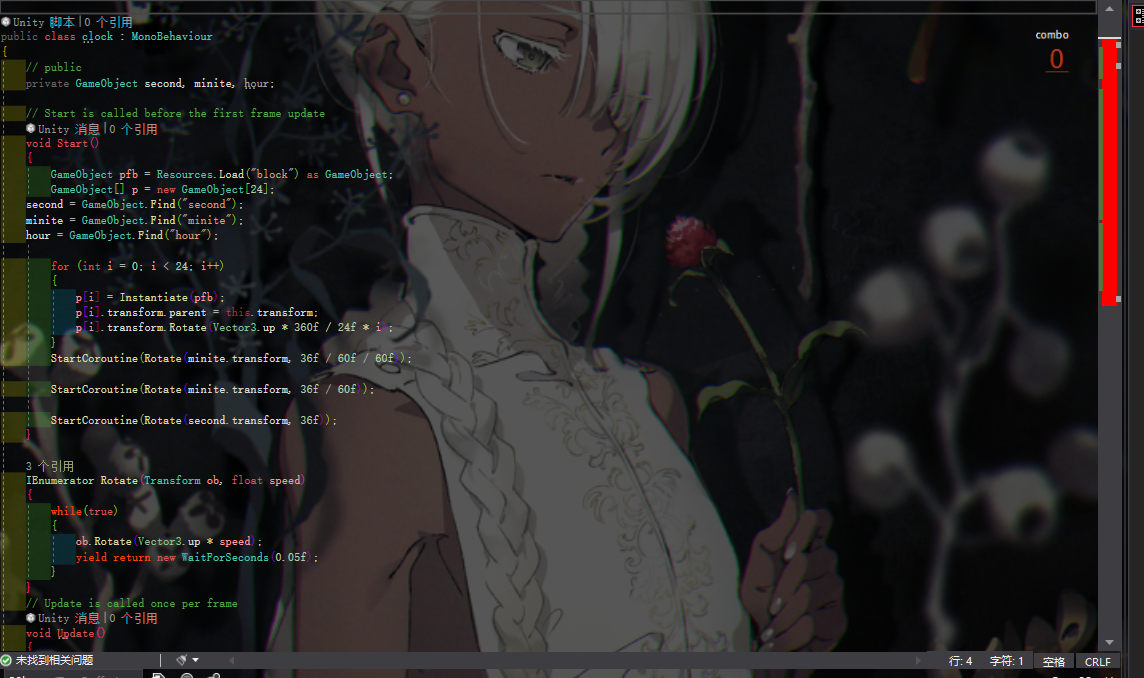 Unity 脚本|0 个引用
combo
public class clock : MonoBehaviour
{
0
// public
private GameObject second, minite, hour;
// Start is called before the first frame update
Unity 消息|0 个引用
void Start()
{
GameObject pfb = Resources.Load("block") as GameObject;
GameObject[] p = new GameObject[24];
second = GameObject.Find("second");
minite = GameObject.Find("minite");
hour = GameObject.Find("hour");
for (int i = 0; i < 24; i++)
{
p[i] = Instantiate(pfb);
p[i].transform.parent = this.transform;
p[i].transform.Rotate(Vector3.up * 360f / 24f * i);
}
StartCoroutine(Rotate(minite.transform, 36f / 60f / 60f));
StartCoroutine(Rotate(minite.transform, 36f / 60f));
StartCoroutine(Rotate(second.transform, 36f));
}
3 个引用
IEnumerator Rotate(Transform ob, float speed)
{
while(true)
{
ob.Rotate(Vector3.up * speed);
yield return new WaitForSeconds(0.05f);
}
}
// Update is called once per frame
Unity 消息|0 个引用
void Update()
{
未找到相关问题
行: 4 字符: 1 空格 CRLF